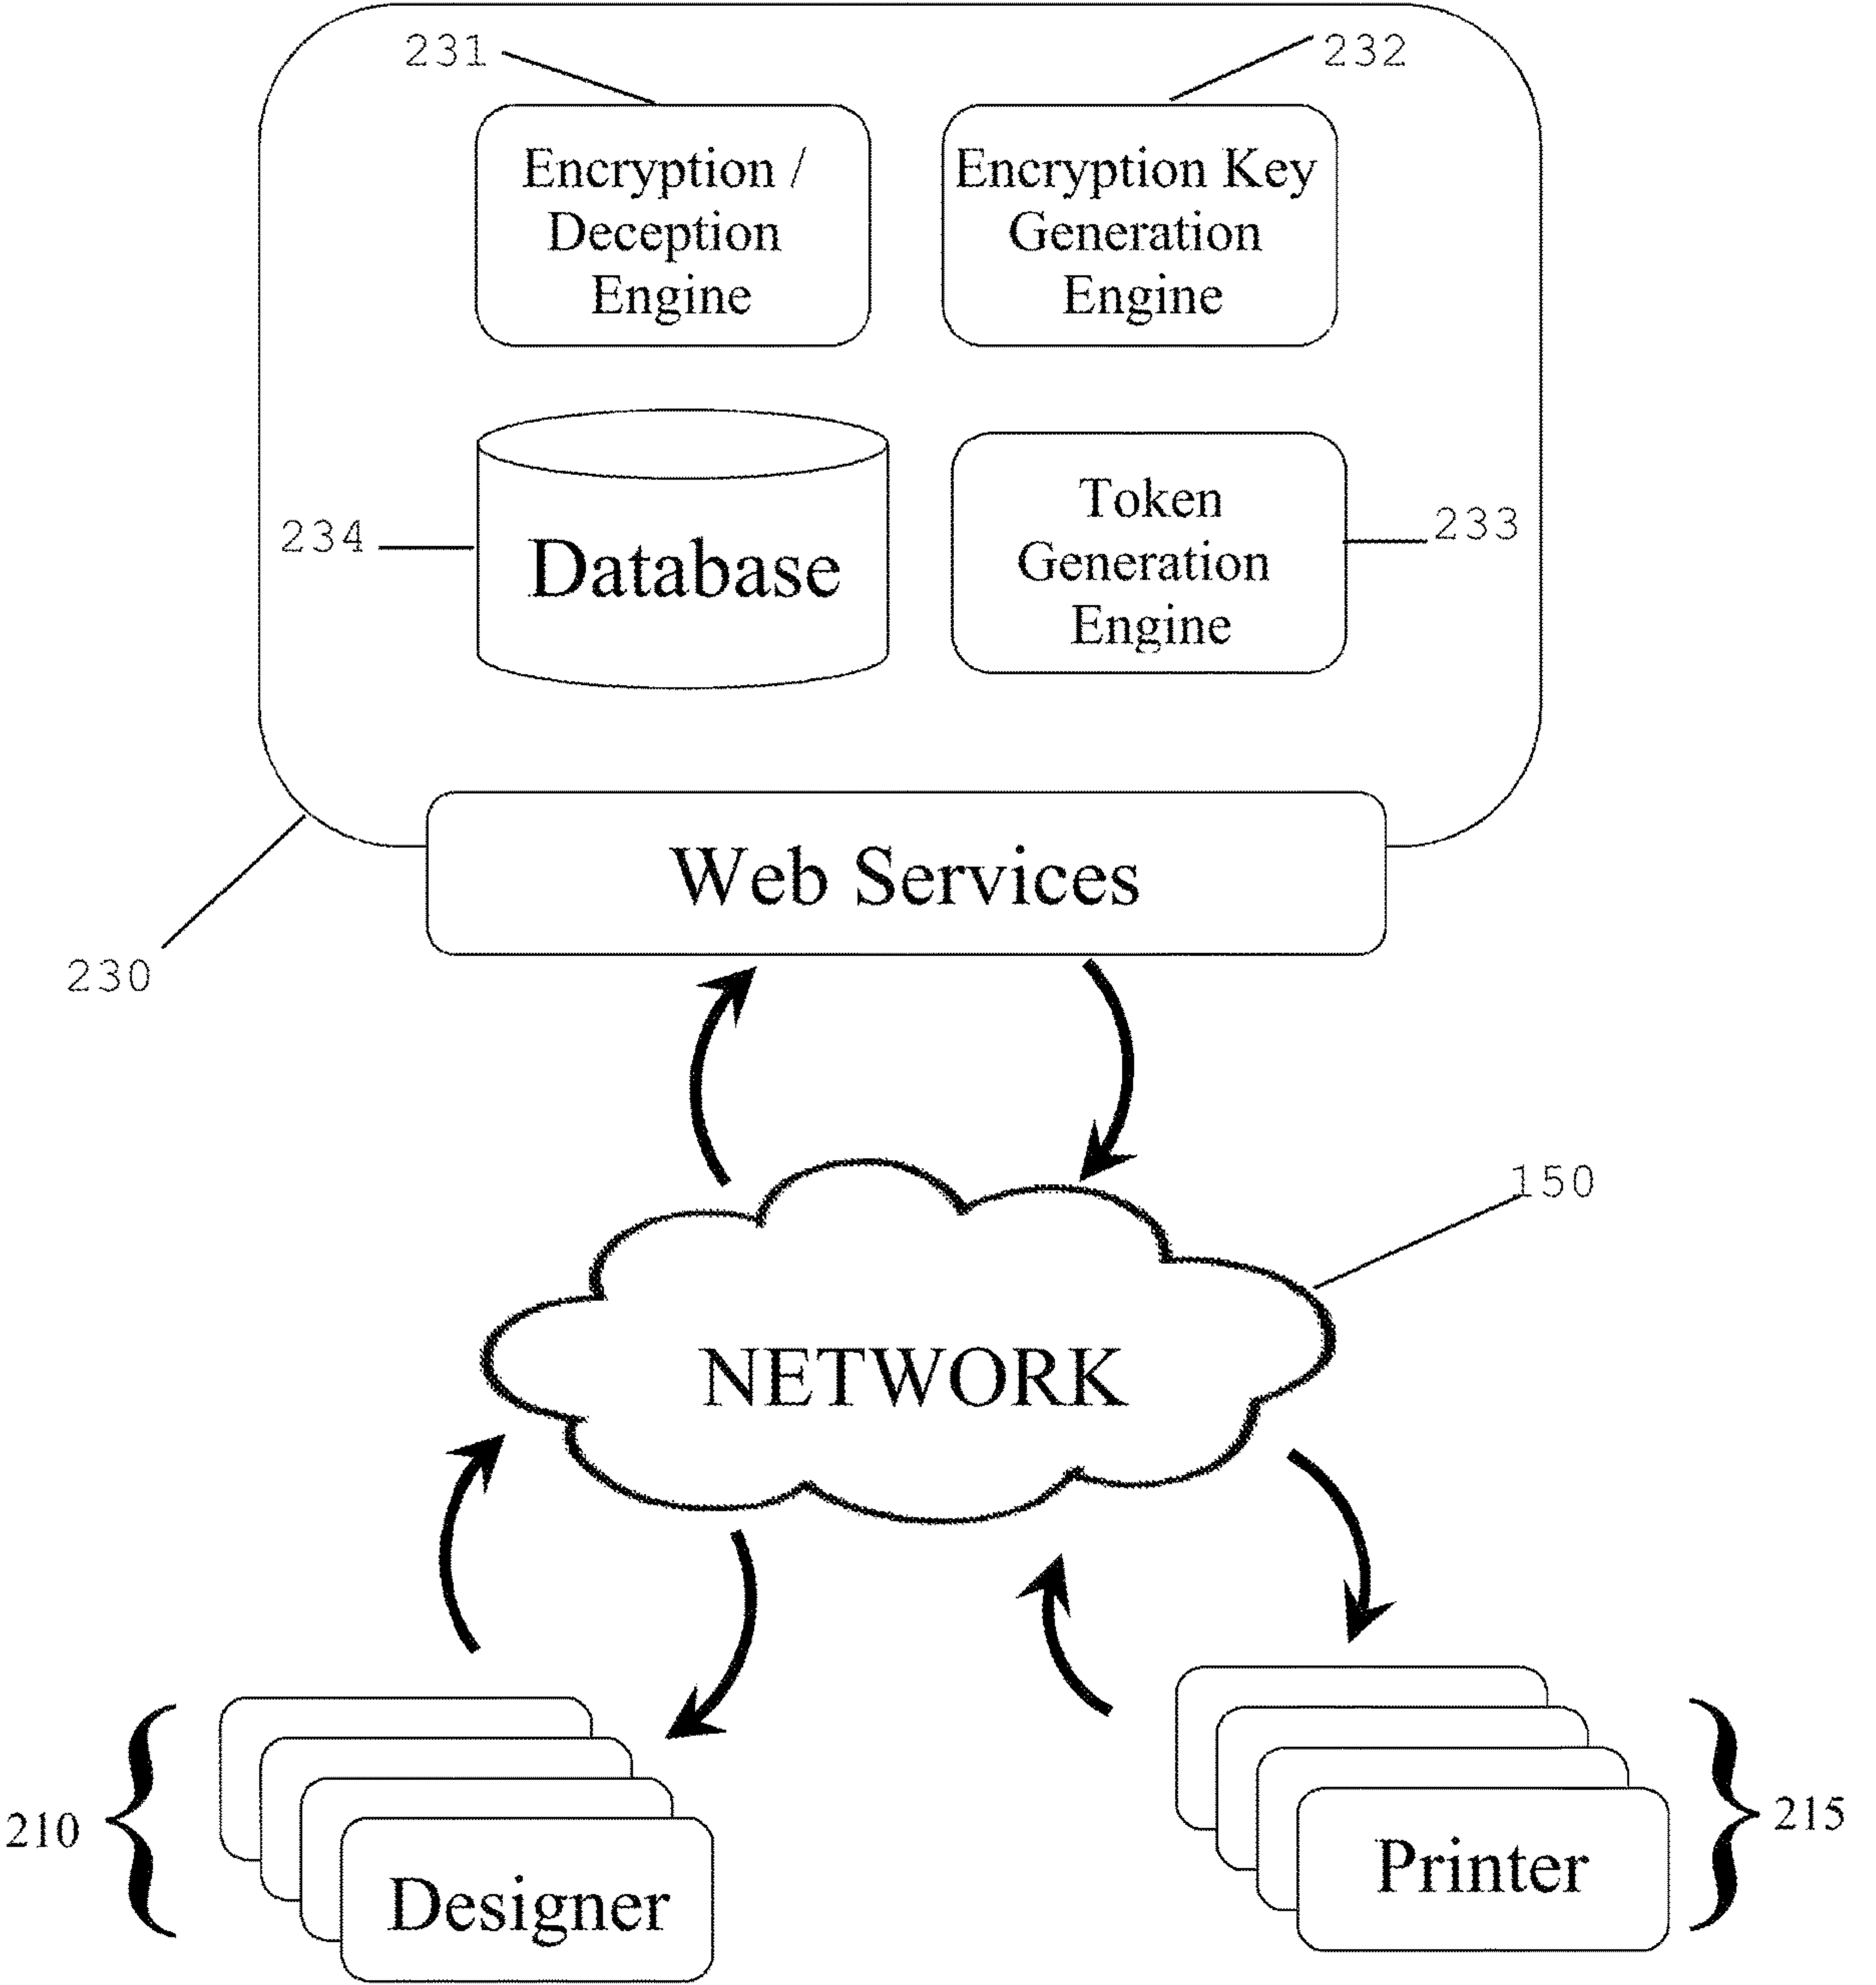 231
232
Encryption /
Deception
Engine
Encryption Key
Generation
Engine
234
Database
Token
Generation
Engine
233
Web Services
230
150
NETWORK
210
Designer
Printer
215